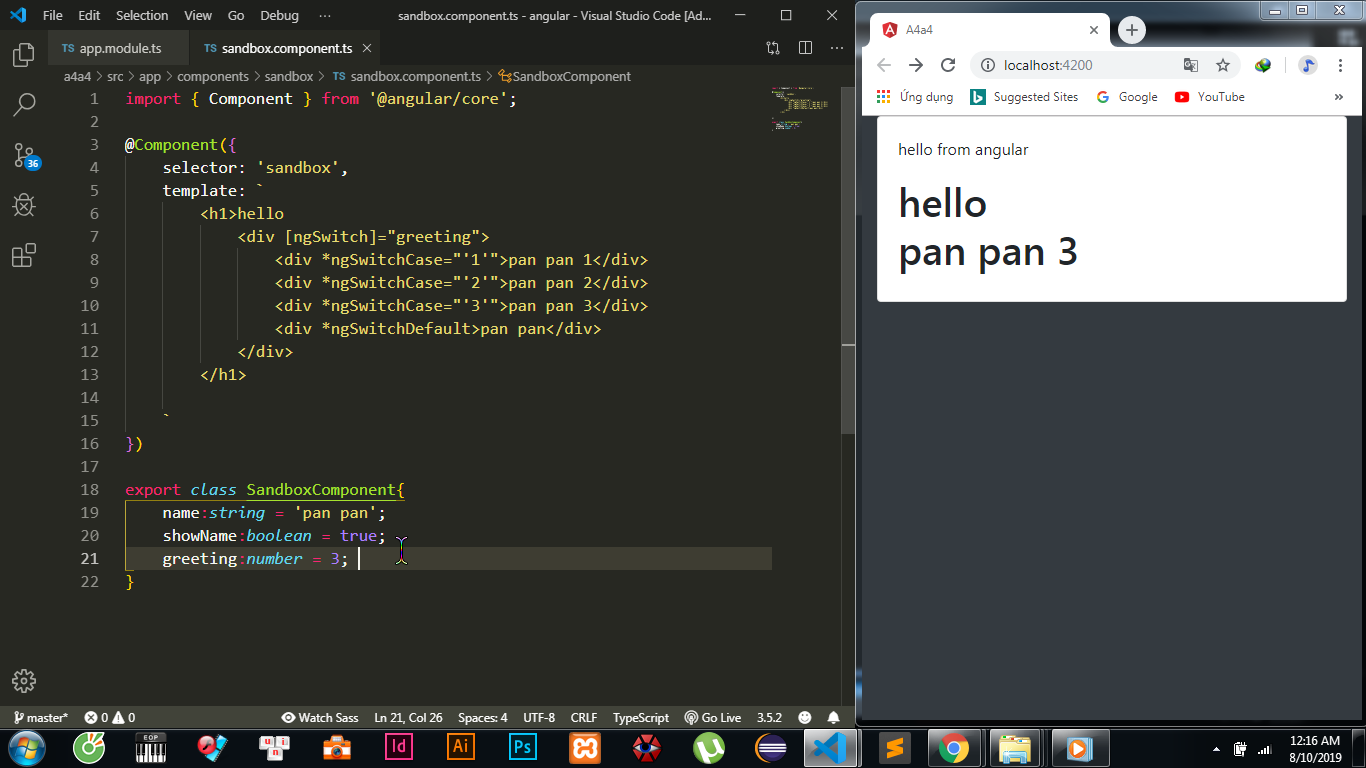 File Edit Selection View Go Debug ··· sandbox.component.ts - angular - Visual Studio Code [Ad...
TS app.module.ts TS sandbox.component.ts
a4a4 > src > app > components > sandbox > TS sandbox.component.ts > SandboxComponent
1 import { Component } from '@angular/core';
2
3 @Component({
4 selector: 'sandbox',
5 template: `
6 <h1>hello
7 <div [ngSwitch]="greeting">
8 <div *ngSwitchCase="'1'">pan pan 1</div>
9 <div *ngSwitchCase="'2'">pan pan 2</div>
10 <div *ngSwitchCase="'3'">pan pan 3</div>
11 <div *ngSwitchDefault>pan pan</div>
12 </div>
13 </h1>
14
15 `
16 })
17
18 export class SandboxComponent{
19 name:string = 'pan pan';
20 showName:boolean = true;
21 greeting:number = 3;
22 }
36
master* 0 0 Watch Sass Ln 21, Col 26 Spaces: 4 UTF-8 CRLF TypeScript Go Live 3.5.2
A4a4
localhost:4200
Ứng dụng Suggested Sites Google YouTube »
hello from angular
hello
pan pan 3
EOP
un
i n
Id
Ai
Ps
12:16 AM
8/10/2019